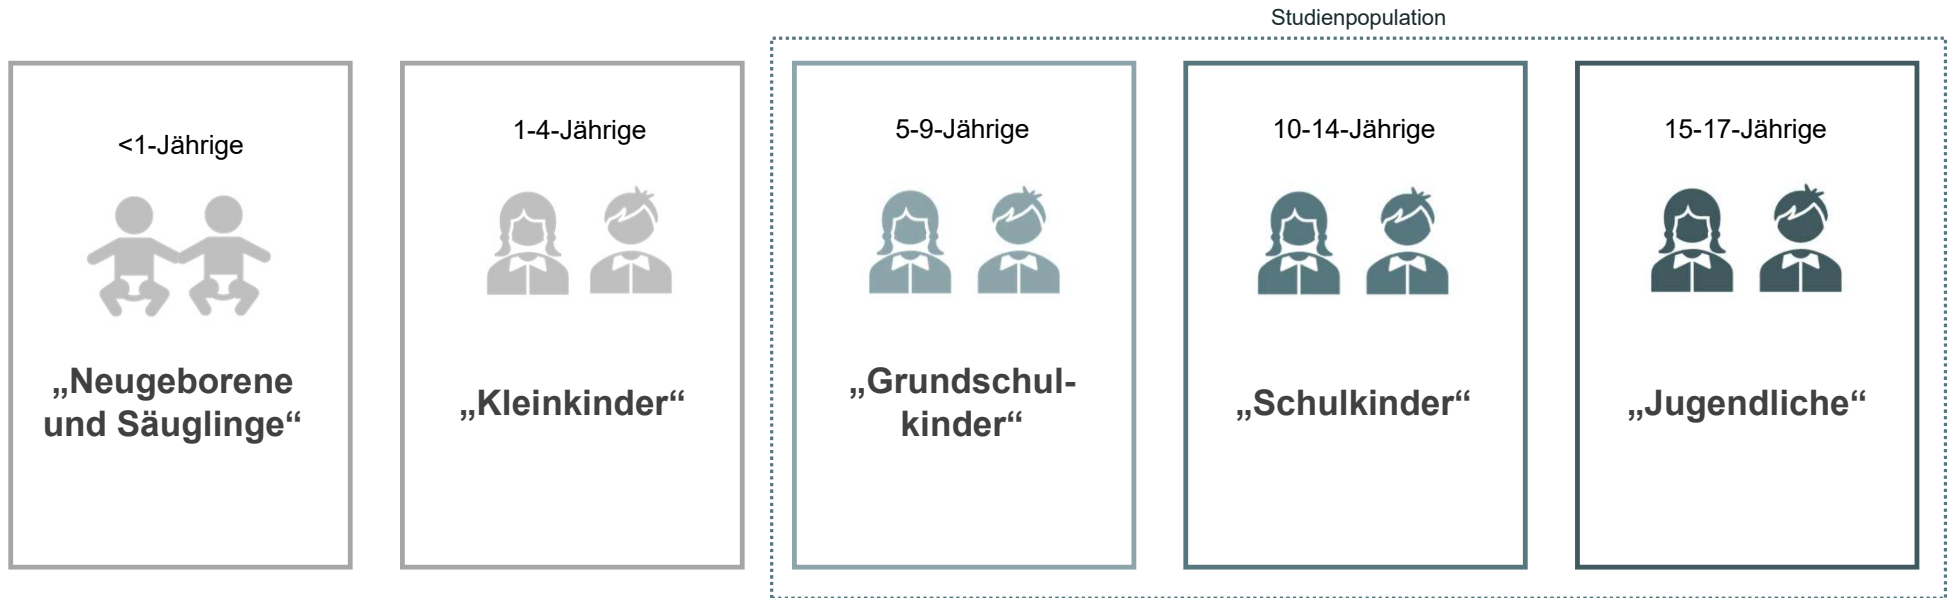 Studienpopulation
<1-Jährige
„Neugeborene
und Säuglinge“
1-4-Jährige
„Kleinkinder“
5-9-Jährige
„Grundschul-
kinder“
10-14-Jährige
„Schulkinder“
15-17-Jährige
„Jugendliche“